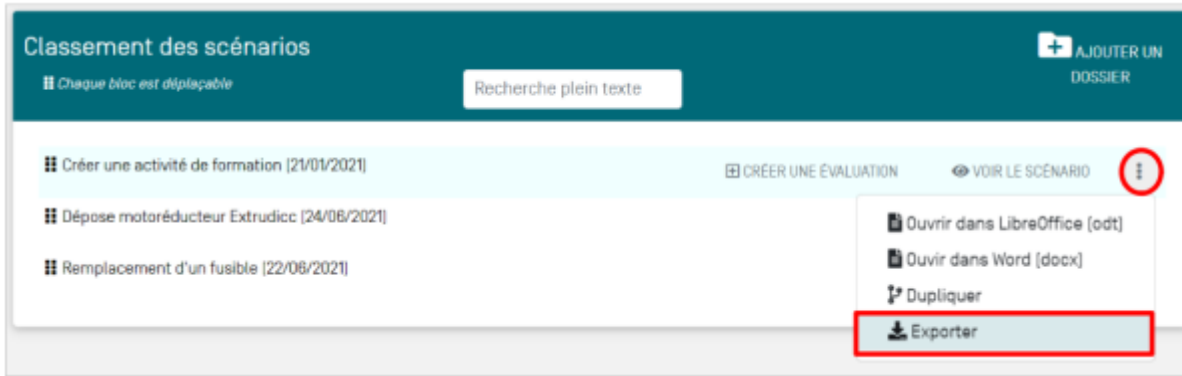 Classement des scénarios
AJOUTER UN
DOSSIER
Chaque bloc est déplaçable
Recherche plein texte
Créer une activité de formation [21/01/2021]
CRÉER UNE ÉVALUATION
VOIR LE SCÉNARIO
Dépose motoréducteur Extrudicc [24/06/2021]
Remplacement d'un fusible [22/06/2021]
Ouvrir dans LibreOffice [odt]
Ouvir dans Word [docx]
Dupliquer
Exporter